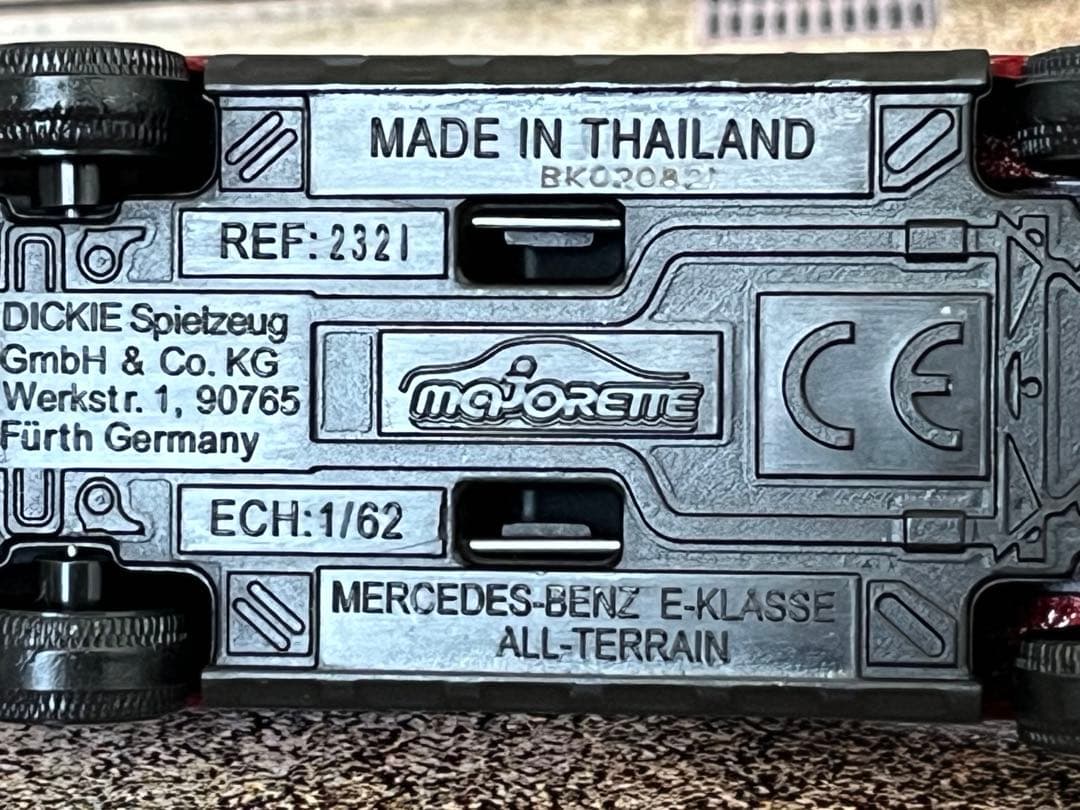 MADE IN THAILAND
BK020821
REF: 2321
DICKIE Spielzeug
GmbH & Co. KG
Werkstr. 1, 90765
Fürth Germany
majORETTE
CE
ECH:1/62
MERCEDES-BENZ E-KLASSE
ALL-TERRAIN